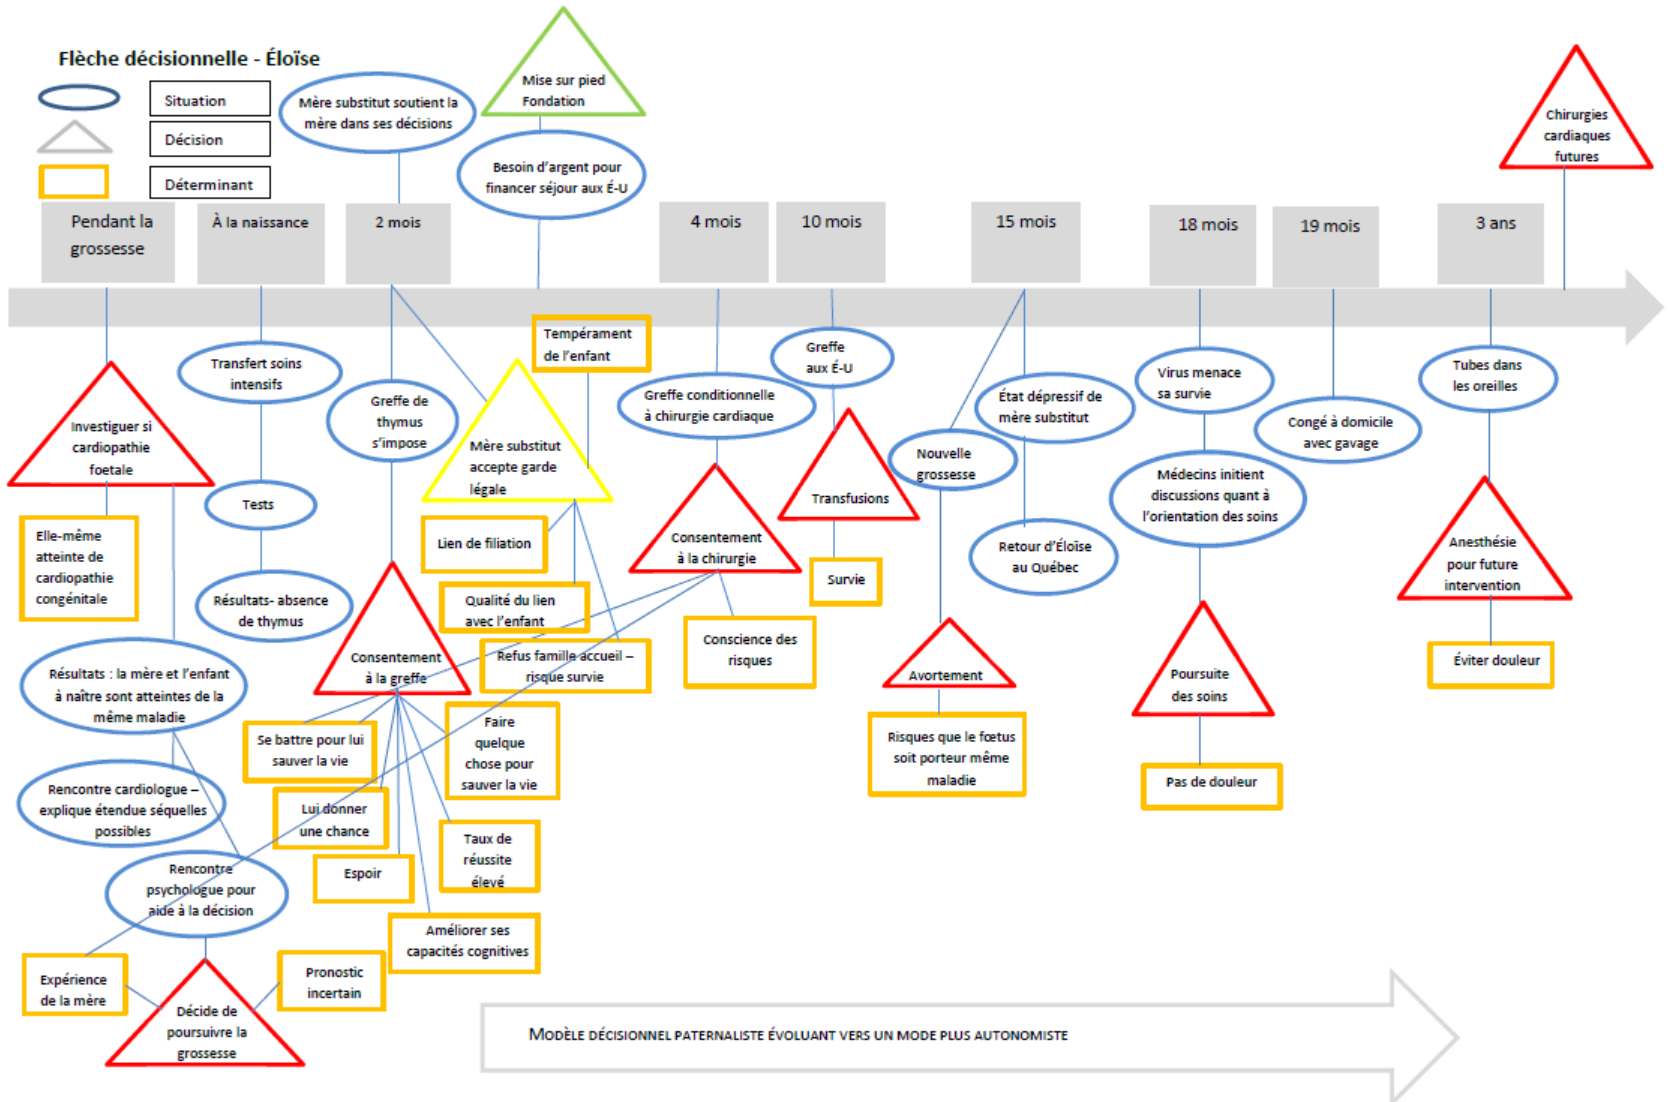 Flèche décisionnelle - Éloïse
Situation
Décision
Déterminant
Mère substitut soutient la
mère dans ses décisions
Mise sur pied
Fondation
Besoin d'argent pour
financer séjour aux É-U
Chirurgies
cardiaques
futures
Pendant la
grossesse
À la naissance
2 mois
4 mois
10 mois
15 mois
18 mois
19 mois
3 ans
Investiguer si
cardiopathie
foetale
Elle-même
atteinte de
cardiopathie
congénitale
Résultats : la mère et l'enfant
à naître sont atteintes de la
même maladie
Rencontre cardiologue –
explique étendue séquelles
possibles
Rencontre
psychologue pour
aide à la décision
Expérience
de la mère
Décide de
poursuivre la
grossesse
Pronostic
incertain
Transfert soins
intensifs
Tests
Résultats- absence
de thymus
Greffe de
thymus
s'impose
Consentement
à la greffe
Se battre pour lui
sauver la vie
Lui donner
une chance
Espoir
Améliorer ses
capacités cognitives
Taux de
réussite
élevé
Faire
quelque
chose pour
sauver la vie
Tempérament
de l'enfant
Mère substitut
accepte garde
légale
Lien de filiation
Qualité du lien
avec l'enfant
Refus famille accueil –
risque survie
Greffe conditionnelle
à chirurgie cardiaque
Consentement
à la chirurgie
Conscience des
risques
Greffe
aux É-U
Transfusions
Survie
Nouvelle
grossesse
Avortement
Risques que le fœtus
soit porteur même
maladie
État dépressif de
mère substitut
Retour d'Éloïse
au Québec
Virus menace
sa survie
Médecins initient
discussions quant à
l'orientation des soins
Poursuite
des soins
Pas de douleur
Congé à domicile
avec gavage
Tubes dans
les oreilles
Anesthésie
pour future
intervention
Éviter douleur
MODÈLE DÉCISIONNEL PATERNALISTE ÉVOLUANT VERS UN MODE PLUS AUTONOMISTE